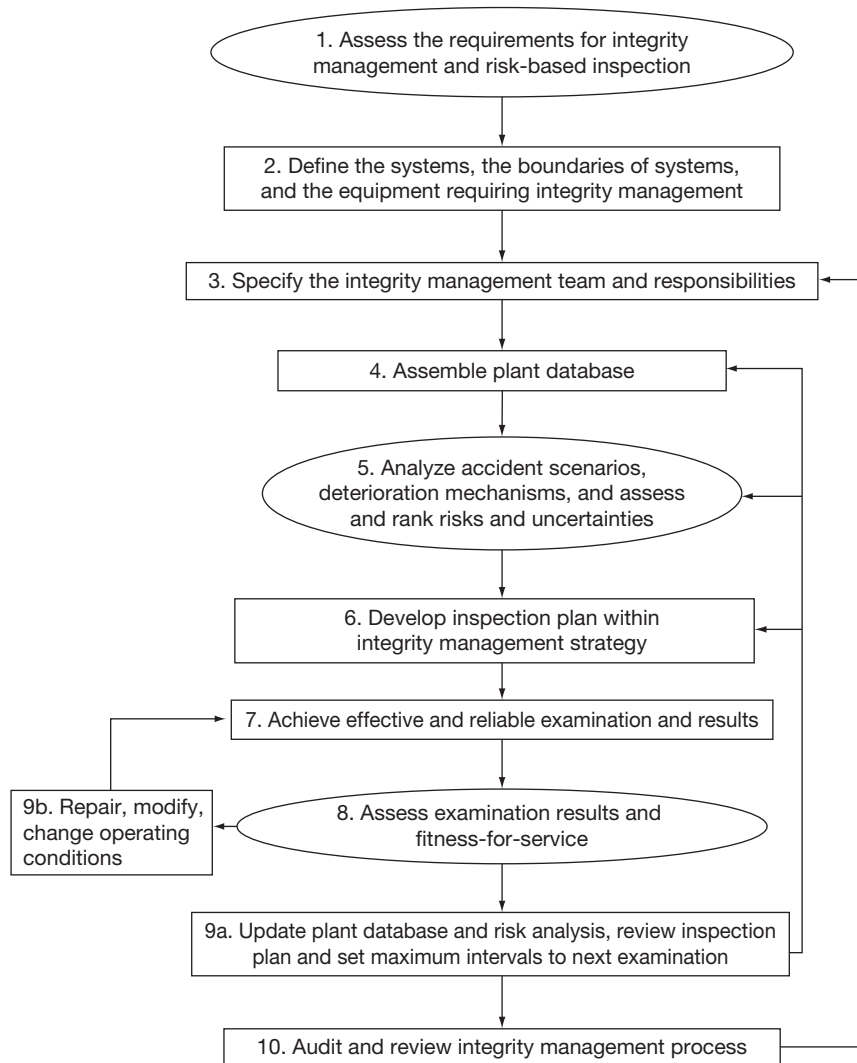 1. Assess the requirements for integrity
management and risk-based inspection
2. Define the systems, the boundaries of systems,
and the equipment requiring integrity management
3. Specify the integrity management team and responsibilities
4. Assemble plant database
5. Analyze accident scenarios,
deterioration mechanisms, and assess
and rank risks and uncertainties
6. Develop inspection plan within
integrity management strategy
7. Achieve effective and reliable examination and results
9b. Repair, modify,
change operating
conditions
8. Assess examination results and
fitness-for-service
9a. Update plant database and risk analysis, review inspection
plan and set maximum intervals to next examination
10. Audit and review integrity management process